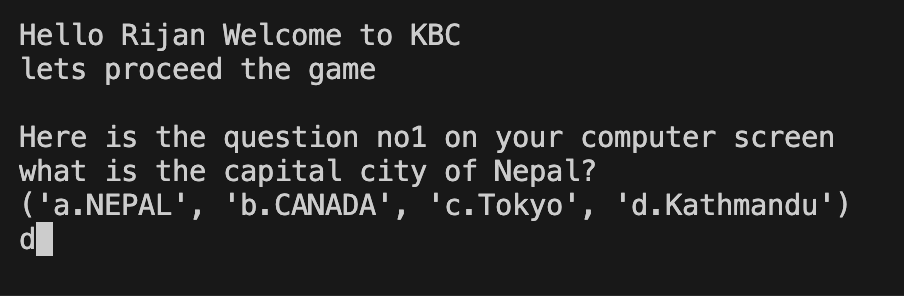 Hello Rijan Welcome to KBC
lets proceed the game
Here is the question no1 on your computer screen
what is the capital city of Nepal?
('a.NEPAL', 'b.CANADA', 'c.Tokyo', 'd.Kathmandu')
d